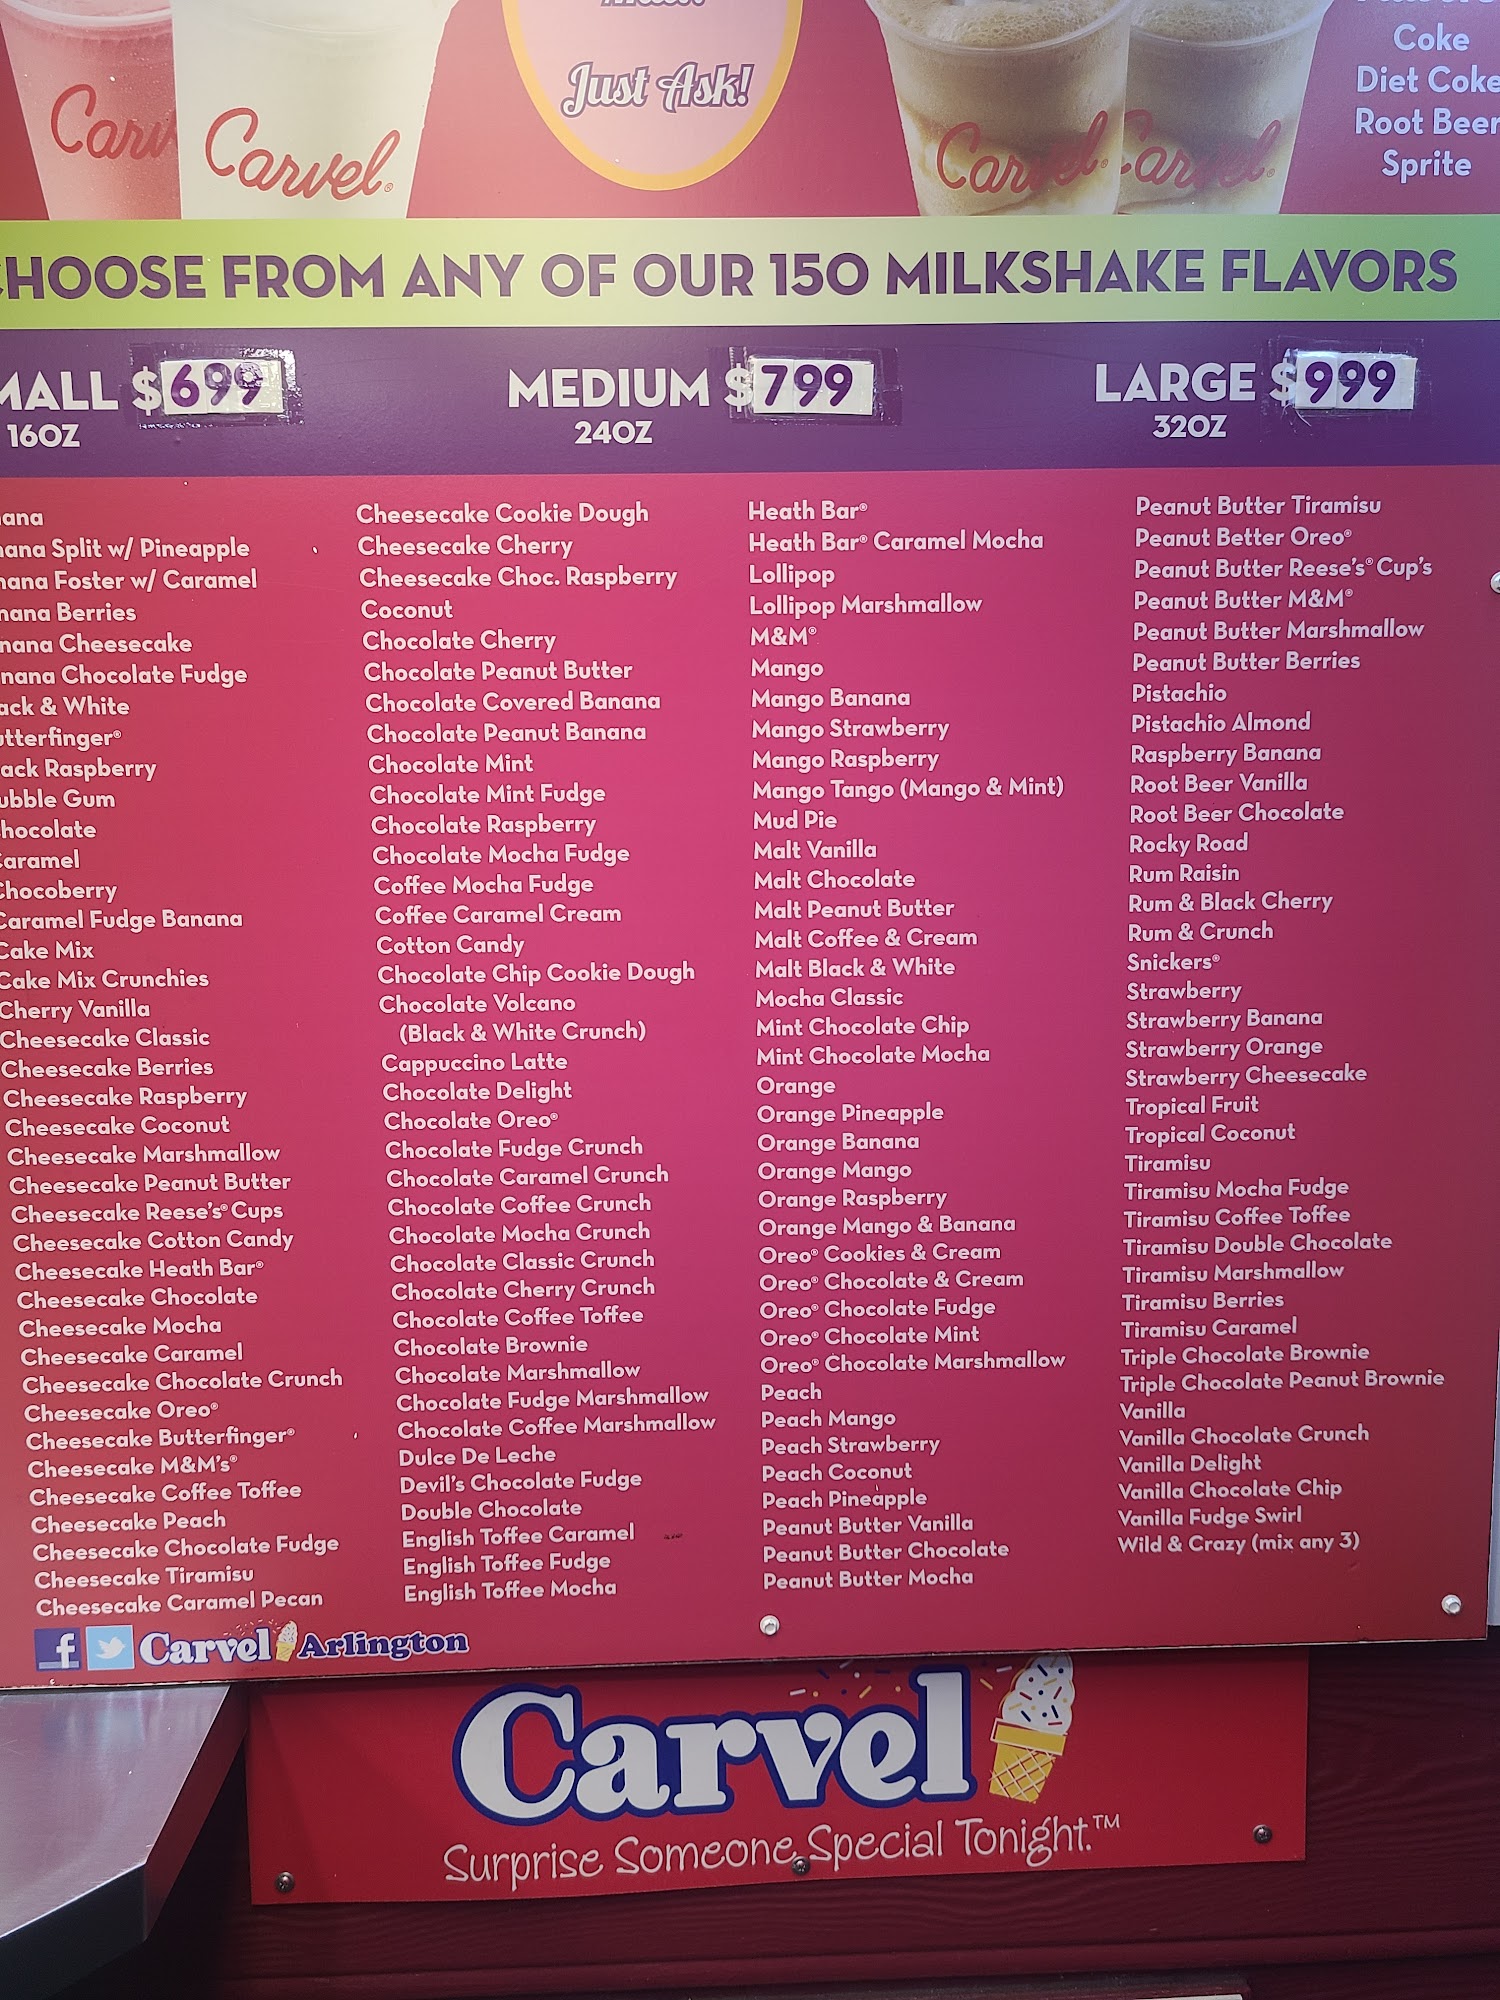 Just Ask!
Carvel
Carvel
Carvel
Coke
Diet Coke
Root Beer
Sprite
CHOOSE FROM ANY OF OUR 150 MILKSHAKE FLAVORS
SMALL $699
16OZ
MEDIUM $799
24OZ
LARGE $999
32OZ
Banana
Banana Split w/ Pineapple
Banana Foster w/ Caramel
Banana Berries
Banana Cheesecake
Banana Chocolate Fudge
Black & White
Butterfinger®
Black Raspberry
Bubble Gum
Chocolate
Caramel
Chocoberry
Caramel Fudge Banana
Cake Mix
Cake Mix Crunchies
Cherry Vanilla
Cheesecake Classic
Cheesecake Berries
Cheesecake Raspberry
Cheesecake Coconut
Cheesecake Marshmallow
Cheesecake Peanut Butter
Cheesecake Reese's® Cups
Cheesecake Cotton Candy
Cheesecake Heath Bar®
Cheesecake Chocolate
Cheesecake Mocha
Cheesecake Caramel
Cheesecake Chocolate Crunch
Cheesecake Oreo®
Cheesecake Butterfinger®
Cheesecake M&M's®
Cheesecake Coffee Toffee
Cheesecake Peach
Cheesecake Chocolate Fudge
Cheesecake Tiramisu
Cheesecake Caramel Pecan
Cheesecake Cookie Dough
Cheesecake Cherry
Cheesecake Choc. Raspberry
Coconut
Chocolate Cherry
Chocolate Peanut Butter
Chocolate Covered Banana
Chocolate Peanut Banana
Chocolate Mint
Chocolate Mint Fudge
Chocolate Raspberry
Chocolate Mocha Fudge
Coffee Mocha Fudge
Coffee Caramel Cream
Cotton Candy
Chocolate Chip Cookie Dough
Chocolate Volcano
(Black & White Crunch)
Cappuccino Latte
Chocolate Delight
Chocolate Oreo®
Chocolate Fudge Crunch
Chocolate Caramel Crunch
Chocolate Coffee Crunch
Chocolate Mocha Crunch
Chocolate Classic Crunch
Chocolate Cherry Crunch
Chocolate Coffee Toffee
Chocolate Brownie
Chocolate Marshmallow
Chocolate Fudge Marshmallow
Chocolate Coffee Marshmallow
Dulce De Leche
Devil's Chocolate Fudge
Double Chocolate
English Toffee Caramel
English Toffee Fudge
English Toffee Mocha
Heath Bar®
Heath Bar® Caramel Mocha
Lollipop
Lollipop Marshmallow
M&M®
Mango
Mango Banana
Mango Strawberry
Mango Raspberry
Mango Tango (Mango & Mint)
Mud Pie
Malt Vanilla
Malt Chocolate
Malt Peanut Butter
Malt Coffee & Cream
Malt Black & White
Mocha Classic
Mint Chocolate Chip
Mint Chocolate Mocha
Orange
Orange Pineapple
Orange Banana
Orange Mango
Orange Raspberry
Orange Mango & Banana
Oreo® Cookies & Cream
Oreo® Chocolate & Cream
Oreo® Chocolate Fudge
Oreo® Chocolate Mint
Oreo® Chocolate Marshmallow
Peach
Peach Mango
Peach Strawberry
Peach Coconut
Peach Pineapple
Peanut Butter Vanilla
Peanut Butter Chocolate
Peanut Butter Mocha
Peanut Butter Tiramisu
Peanut Better Oreo®
Peanut Butter Reese's® Cup's
Peanut Butter M&M®
Peanut Butter Marshmallow
Peanut Butter Berries
Pistachio
Pistachio Almond
Raspberry Banana
Root Beer Vanilla
Root Beer Chocolate
Rocky Road
Rum Raisin
Rum & Black Cherry
Rum & Crunch
Snickers®
Strawberry
Strawberry Banana
Strawberry Orange
Strawberry Cheesecake
Tropical Fruit
Tropical Coconut
Tiramisu
Tiramisu Mocha Fudge
Tiramisu Coffee Toffee
Tiramisu Double Chocolate
Tiramisu Marshmallow
Tiramisu Berries
Tiramisu Caramel
Triple Chocolate Brownie
Triple Chocolate Peanut Brownie
Vanilla
Vanilla Chocolate Crunch
Vanilla Delight
Vanilla Chocolate Chip
Vanilla Fudge Swirl
Wild & Crazy (mix any 3)
Carvel Arlington
Carvel
Surprise Someone Special Tonight.™